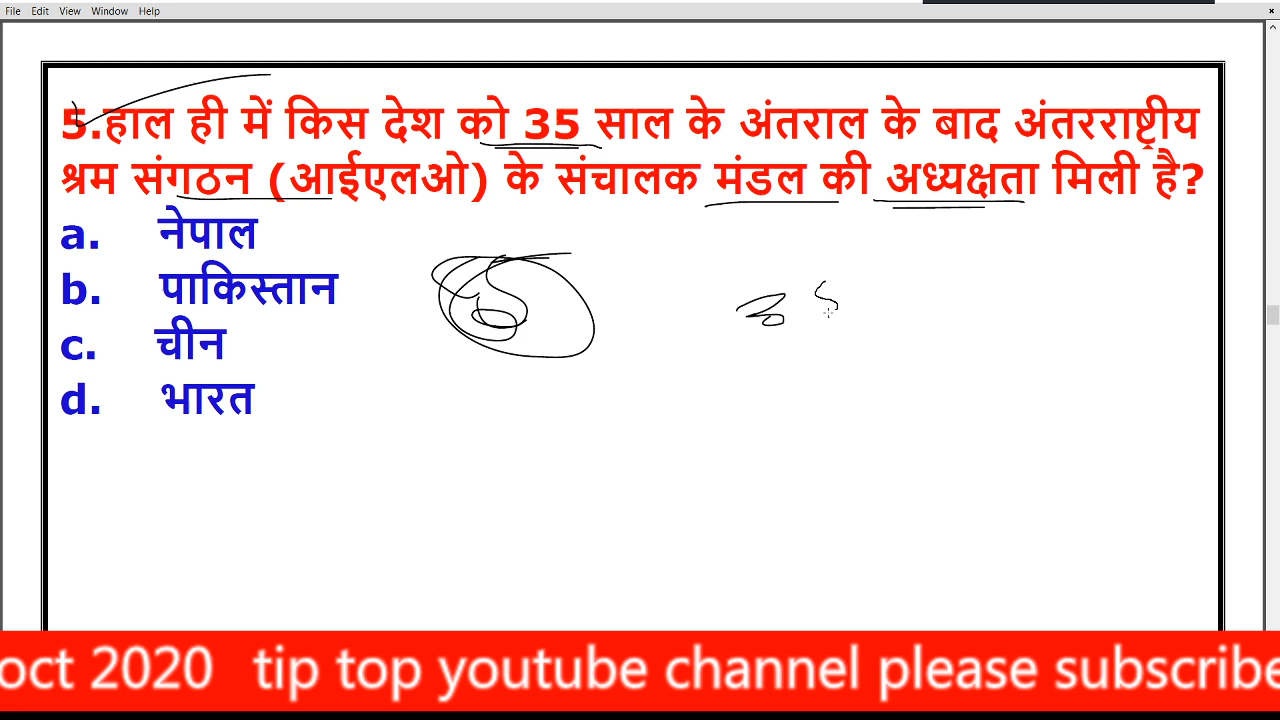 File Edit View Window Help
5.हाल ही में किस देश को 35 साल के अंतराल के बाद अंतरराष्ट्रीय
श्रम संगठन (आईएलओ) के संचालक मंडल की अध्यक्षता मिली है?
a. नेपाल
b. पाकिस्तान
c. चीन
d. भारत
oct 2020 tip top youtube channel please subscribe